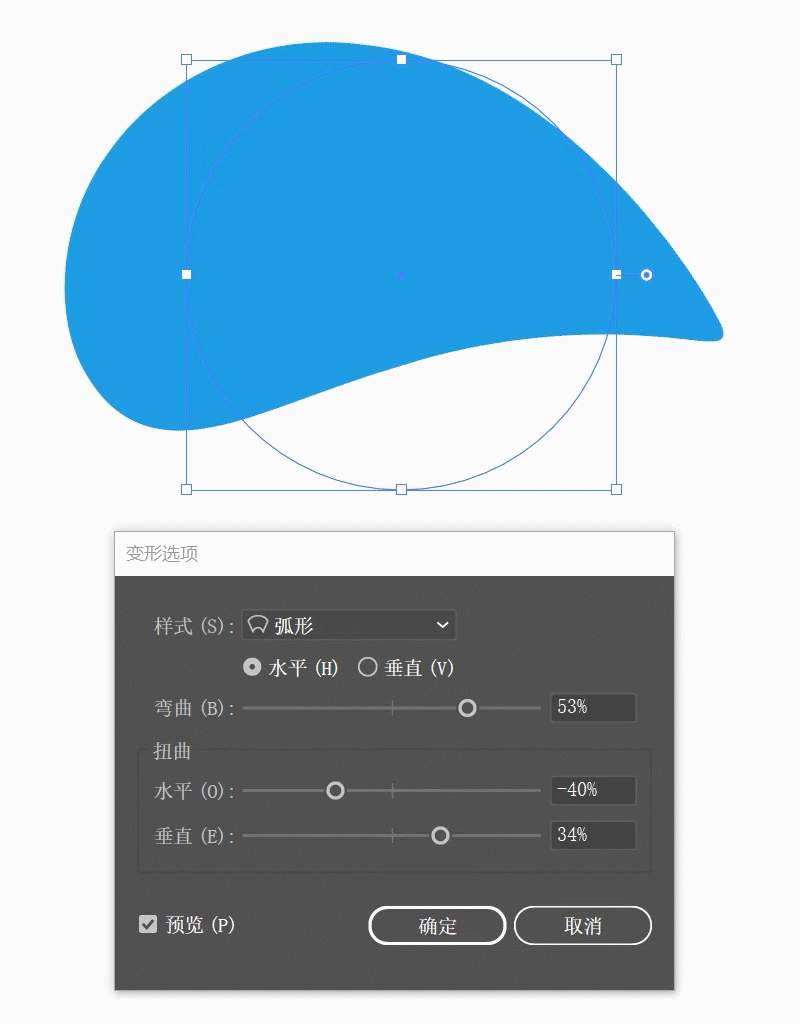 变形选项
样式 (S): 弧形
水平 (H) 垂直 (V)
弯曲 (B): 53%
扭曲
水平 (O): -40%
垂直 (E): 34%
预览 (P) 确定 取消